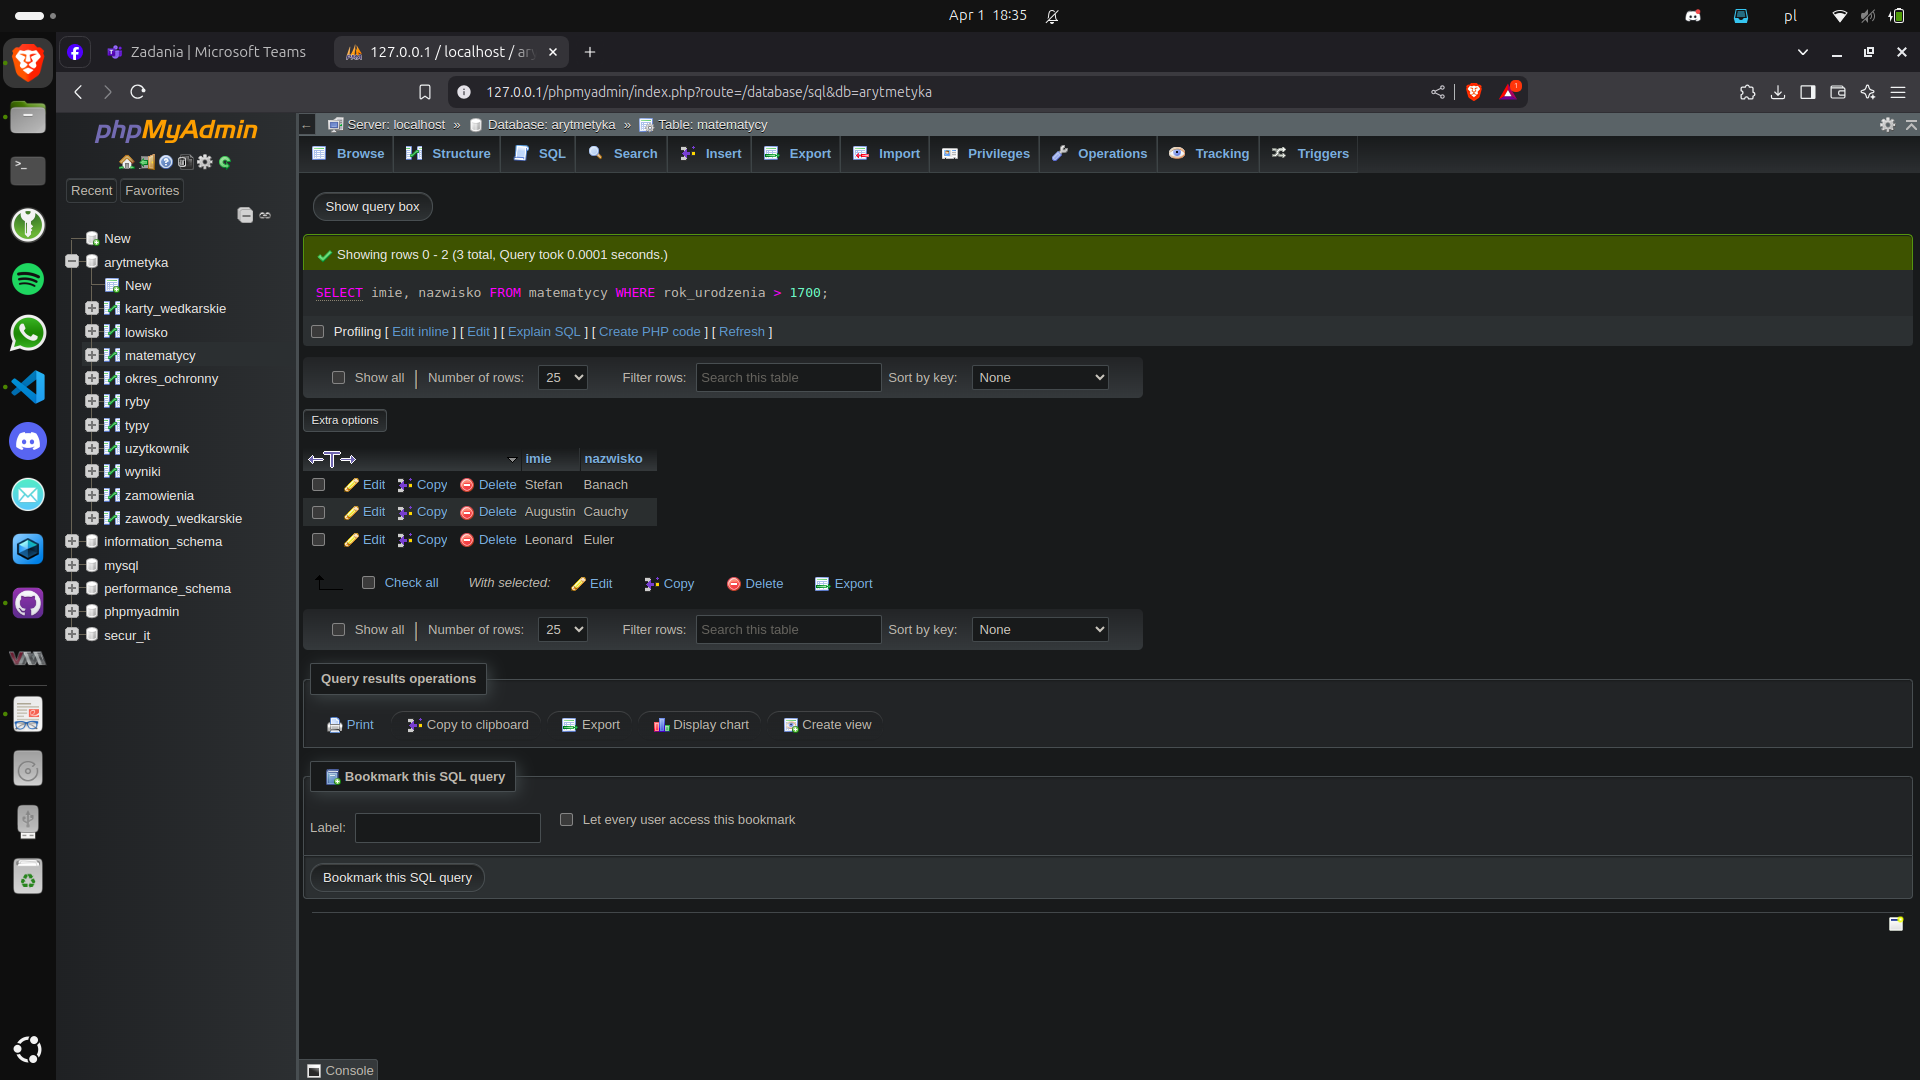 Apr 1 18:35
pl
Zadania | Microsoft Teams
127.0.0.1 / localhost / ary
127.0.0.1/phpmyadmin/index.php?route=/database/sql&db=arytmetyka
1
phpMyAdmin
Recent
Favorites
New
arytmetyka
New
karty_wedkarskie
lowisko
matematycy
okres_ochronny
ryby
typy
uzytkownik
wyniki
zamowienia
zawody_wedkarskie
information_schema
mysql
performance_schema
phpmyadmin
secur_it
Server: localhost » Database: arytmetyka » Table: matematycy
Browse Structure SQL Search Insert Export Import Privileges Operations Tracking Triggers
Show query box
Showing rows 0 - 2 (3 total, Query took 0.0001 seconds.)
SELECT imie, nazwisko FROM matematycy WHERE rok_urodzenia > 1700;
Profiling [ Edit inline ] [ Edit ] [ Explain SQL ] [ Create PHP code ] [ Refresh ]
Show all | Number of rows: 25 Filter rows: Search this table Sort by key: None
Extra options
imie nazwisko
Edit Copy Delete Stefan Banach
Edit Copy Delete Augustin Cauchy
Edit Copy Delete Leonard Euler
Check all With selected: Edit Copy Delete Export
Show all | Number of rows: 25 Filter rows: Search this table Sort by key: None
Query results operations
Print Copy to clipboard Export Display chart Create view
Bookmark this SQL query
Label: Let every user access this bookmark
Bookmark this SQL query
Console